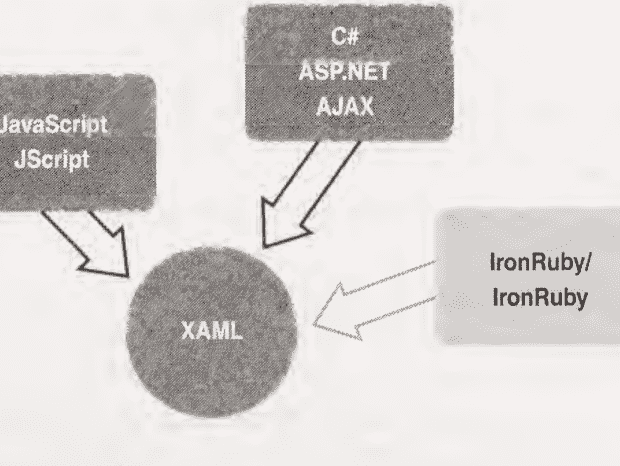 C#
ASP.NET
AJAX
JavaScript
JScript
IronRuby/
IronRuby
XAML